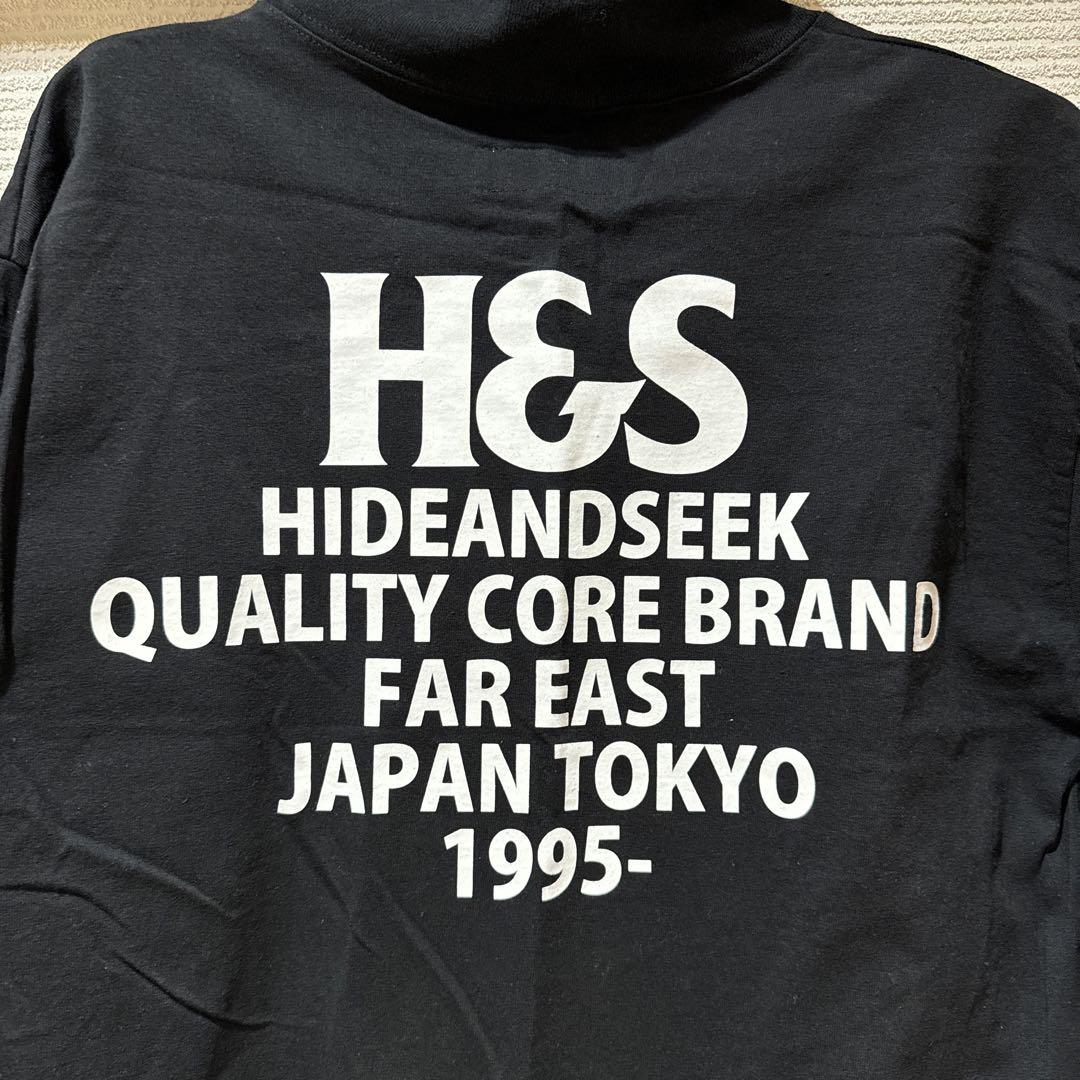 H&S
HIDEANDSEEK
QUALITY CORE BRAND
FAR EAST
JAPAN TOKYO
1995-